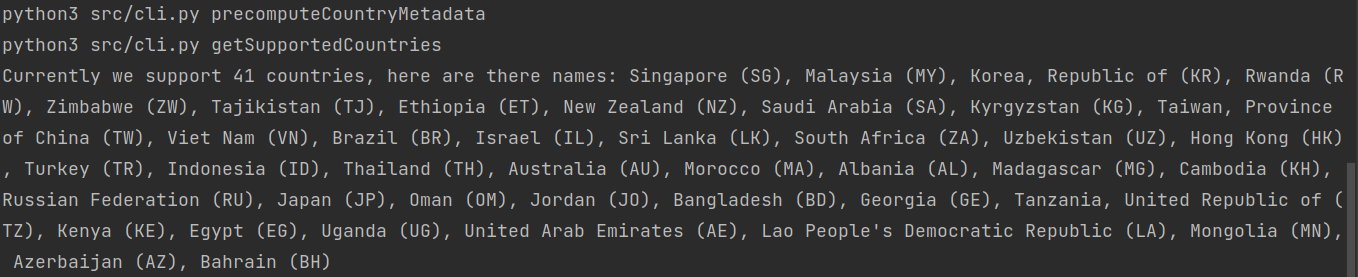 python3 src/cli.py precomputeCountryMetadata
python3 src/cli.py getSupportedCountries
Currently we support 41 countries, here are there names: Singapore (SG), Malaysia (MY), Korea, Republic of (KR), Rwanda (R
W), Zimbabwe (ZW), Tajikistan (TJ), Ethiopia (ET), New Zealand (NZ), Saudi Arabia (SA), Kyrgyzstan (KG), Taiwan, Province
of China (TW), Viet Nam (VN), Brazil (BR), Israel (IL), Sri Lanka (LK), South Africa (ZA), Uzbekistan (UZ), Hong Kong (HK)
, Turkey (TR), Indonesia (ID), Thailand (TH), Australia (AU), Morocco (MA), Albania (AL), Madagascar (MG), Cambodia (KH),
Russian Federation (RU), Japan (JP), Oman (OM), Jordan (JO), Bangladesh (BD), Georgia (GE), Tanzania, United Republic of (
TZ), Kenya (KE), Egypt (EG), Uganda (UG), United Arab Emirates (AE), Lao People's Democratic Republic (LA), Mongolia (MN),
Azerbaijan (AZ), Bahrain (BH)